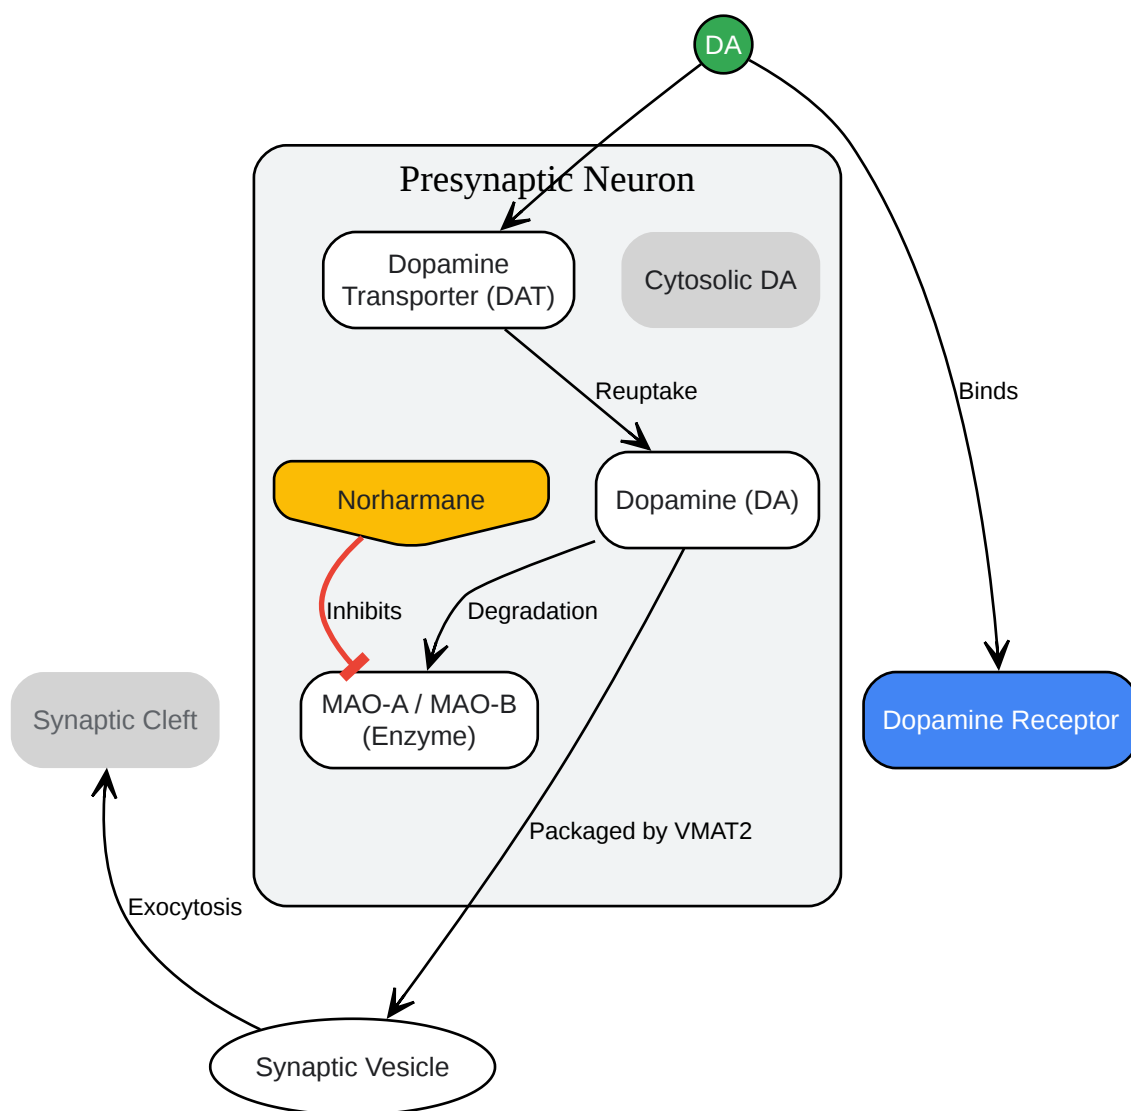 DA
Presynaptic Neuron
Dopamine
Transporter (DAT)
Cytosolic DA
Reuptake
Binds
Norharmane
Dopamine (DA)
Inhibits
Degradation
Synaptic Cleft
MAO-A / MAO-B
(Enzyme)
Dopamine Receptor
Packaged by VMAT2
Exocytosis
Synaptic Vesicle